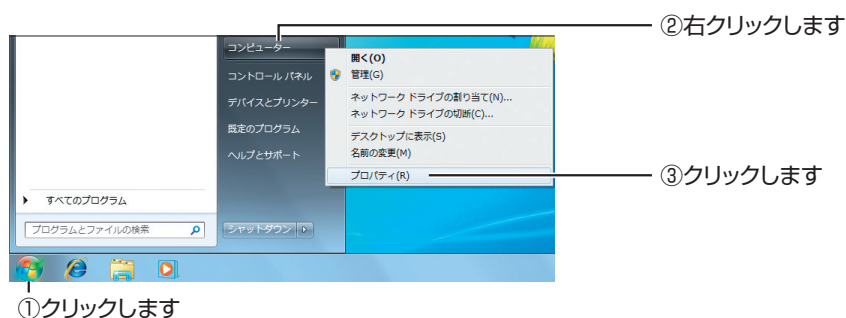 ②右クリックします
コンピューター
開く(O)
コントロール パネル
管理(G)
デバイスとプリンター
ネットワーク ドライブの割り当て(N)...
ネットワーク ドライブの切断(C)...
既定のプログラム
デスクトップに表示(S)
ヘルプとサポート
名前の変更(M)
プロパティ(R)
③クリックします
すべてのプログラム
プログラムとファイルの検索
シャットダウン
①クリックします